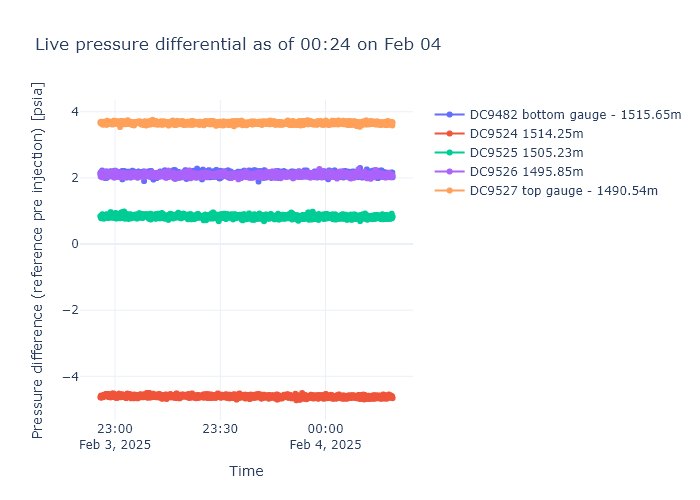 Live pressure differential as of 00:24 on Feb 04
Pressure difference (reference pre injection) [psia]
4
2
0
−2
−4
23:00
Feb 3, 2025
23:30
00:00
Feb 4, 2025
Time
DC9482 bottom gauge - 1515.65m
DC9524 1514.25m
DC9525 1505.23m
DC9526 1495.85m
DC9527 top gauge - 1490.54m